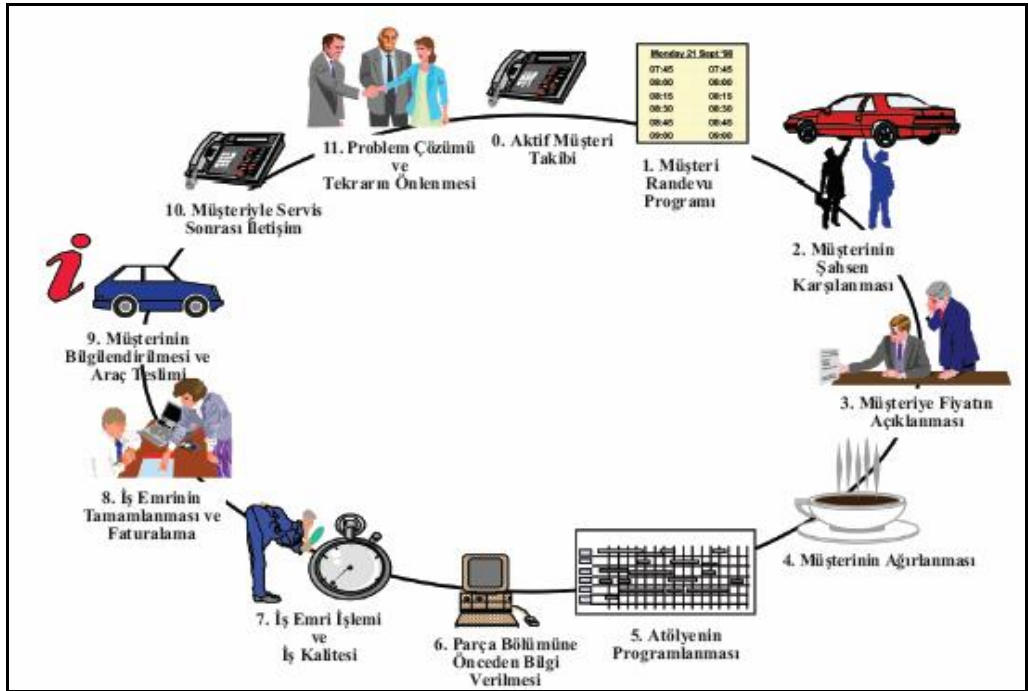 Monday 21 Sept '98
07:45 07:45
08:00 08:00
08:15 08:15
08:30 08:30
08:45 08:45
09:00 09:00
0. Aktif Müşteri
Takibi
1. Müşteri
Randevu
Programı
2. Müşterinin
Şahsen
Karşılanması
3. Müşteriye Fiyatın
Açıklanması
4. Müşterinin Ağırlanması
5. Atölyenin
Programlanması
6. Parça Bölümüne
Önceden Bilgi
Verilmesi
7. İş Emri İşlemi
ve
İş Kalitesi
8. İş Emrinin
Tamamlanması ve
Faturalama
9. Müşterinin
Bilgilendirilmesi ve
Araç Teslimi
10. Müşteriyle Servis
Sonrası İletişim
11. Problem Çözümü
ve
Tekrarın Önlenmesi